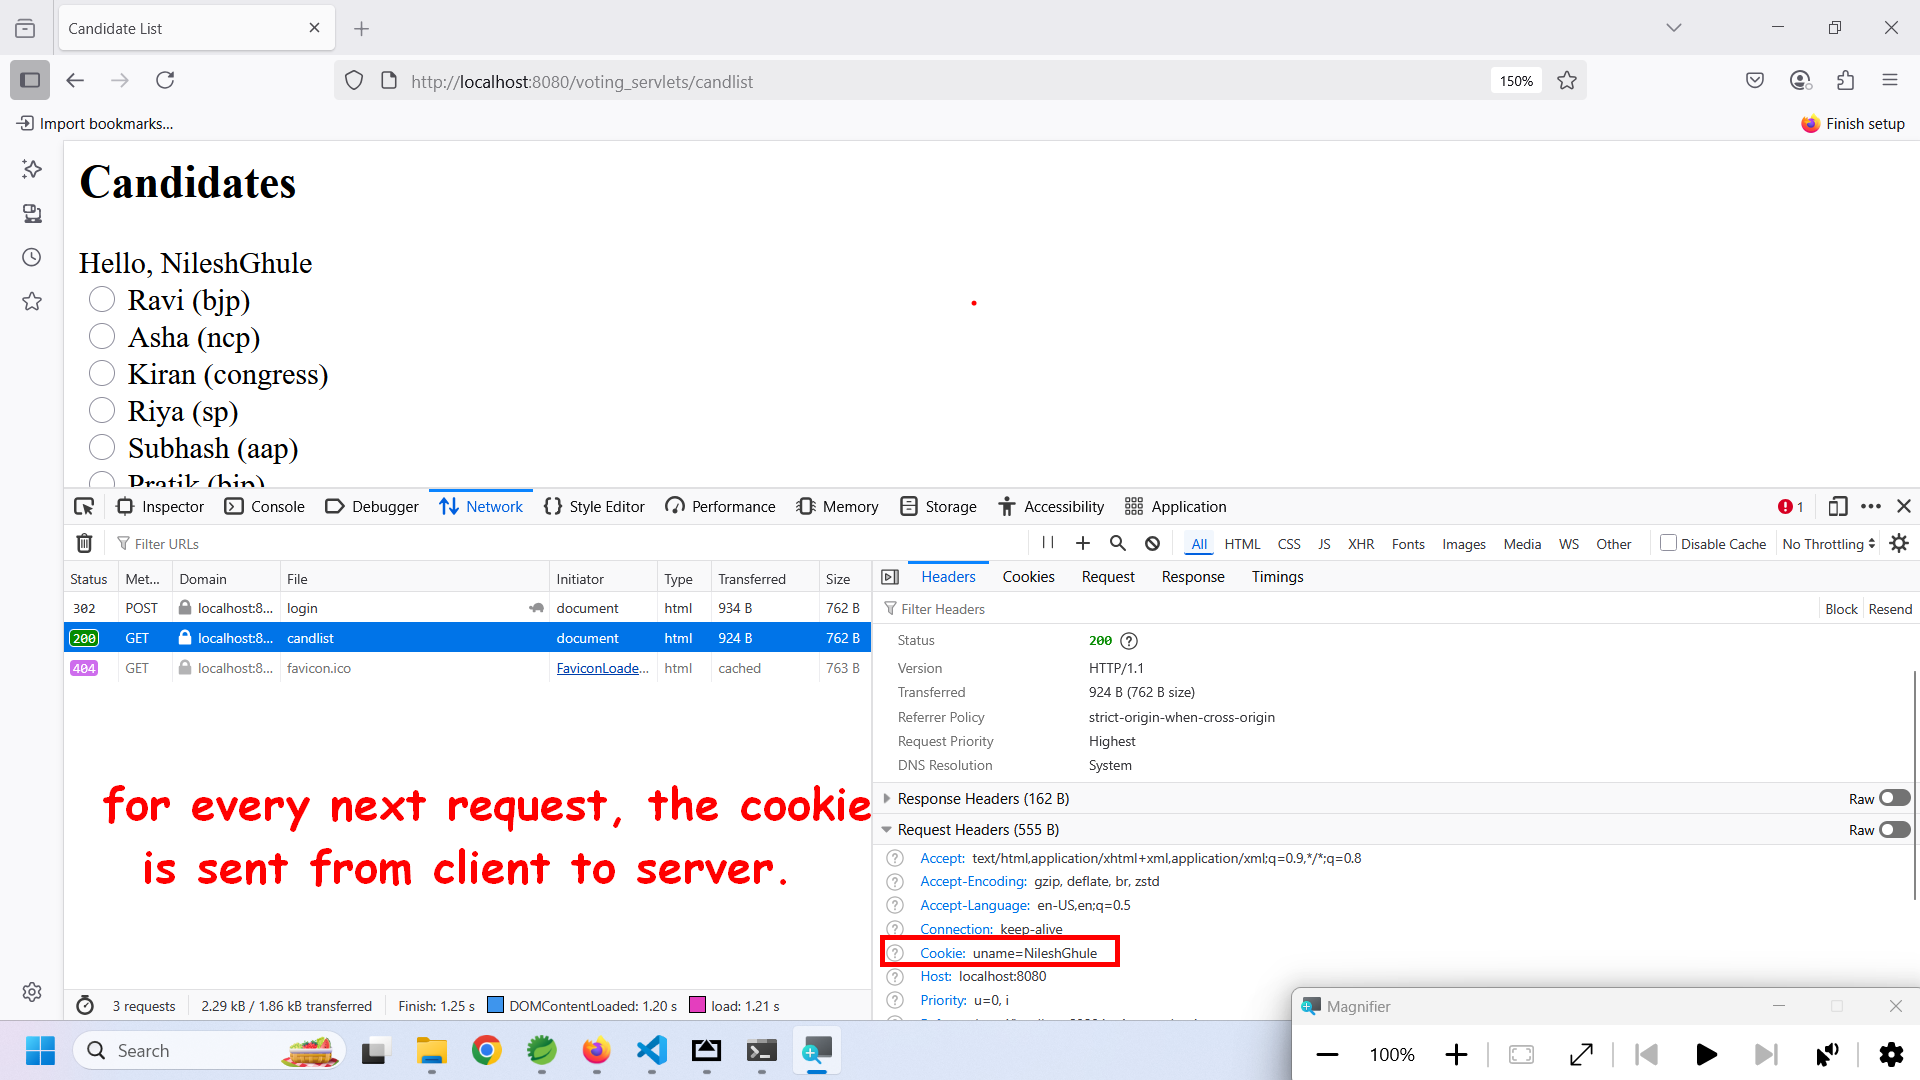 Candidate List
http://localhost:8080/voting_servlets/candlist
150%
Import bookmarks...
Finish setup
Candidates
Hello, NileshGhule
Ravi (bjp)
Asha (ncp)
Kiran (congress)
Riya (sp)
Subhash (aap)
Pratik (bjp)
Inspector Console Debugger Network Style Editor Performance Memory Storage Accessibility Application 1
Filter URLs
All HTML CSS JS XHR Fonts Images Media WS Other Disable Cache No Throttling
Status Met... Domain File Initiator Type Transferred Size
302 POST localhost:8... login document html 934 B 762 B
200 GET localhost:8... candlist document html 924 B 762 B
404 GET localhost:8... favicon.ico FaviconLoade... html cached 763 B
for every next request, the cookie
is sent from client to server.
3 requests 2.29 kB / 1.86 kB transferred Finish: 1.25 s DOMContentLoaded: 1.20 s load: 1.21 s
Headers Cookies Request Response Timings
Filter Headers Block Resend
Status 200
Version HTTP/1.1
Transferred 924 B (762 B size)
Referrer Policy strict-origin-when-cross-origin
Request Priority Highest
DNS Resolution System
Response Headers (162 B) Raw
Request Headers (555 B) Raw
Accept: text/html,application/xhtml+xml,application/xml;q=0.9,*/*;q=0.8
Accept-Encoding: gzip, deflate, br, zstd
Accept-Language: en-US,en;q=0.5
Connection: keep-alive
Cookie: uname=NileshGhule
Host: localhost:8080
Priority: u=0, i
Magnifier
100%
Search